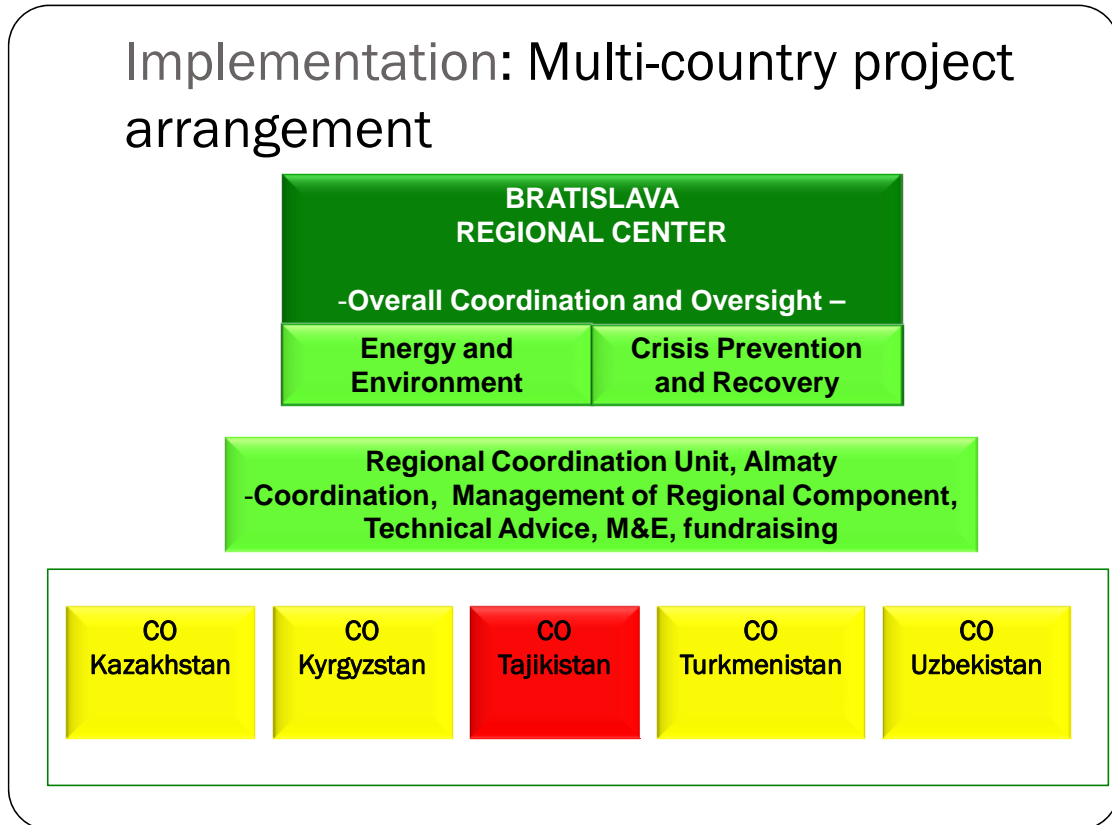 Implementation: Multi-country project
arrangement
BRATISLAVA
REGIONAL CENTER
-Overall Coordination and Oversight –
Energy and
Environment
Crisis Prevention
and Recovery
Regional Coordination Unit, Almaty
-Coordination, Management of Regional Component,
Technical Advice, M&E, fundraising
CO
Kazakhstan
CO
Kyrgyzstan
CO
Tajikistan
CO
Turkmenistan
CO
Uzbekistan